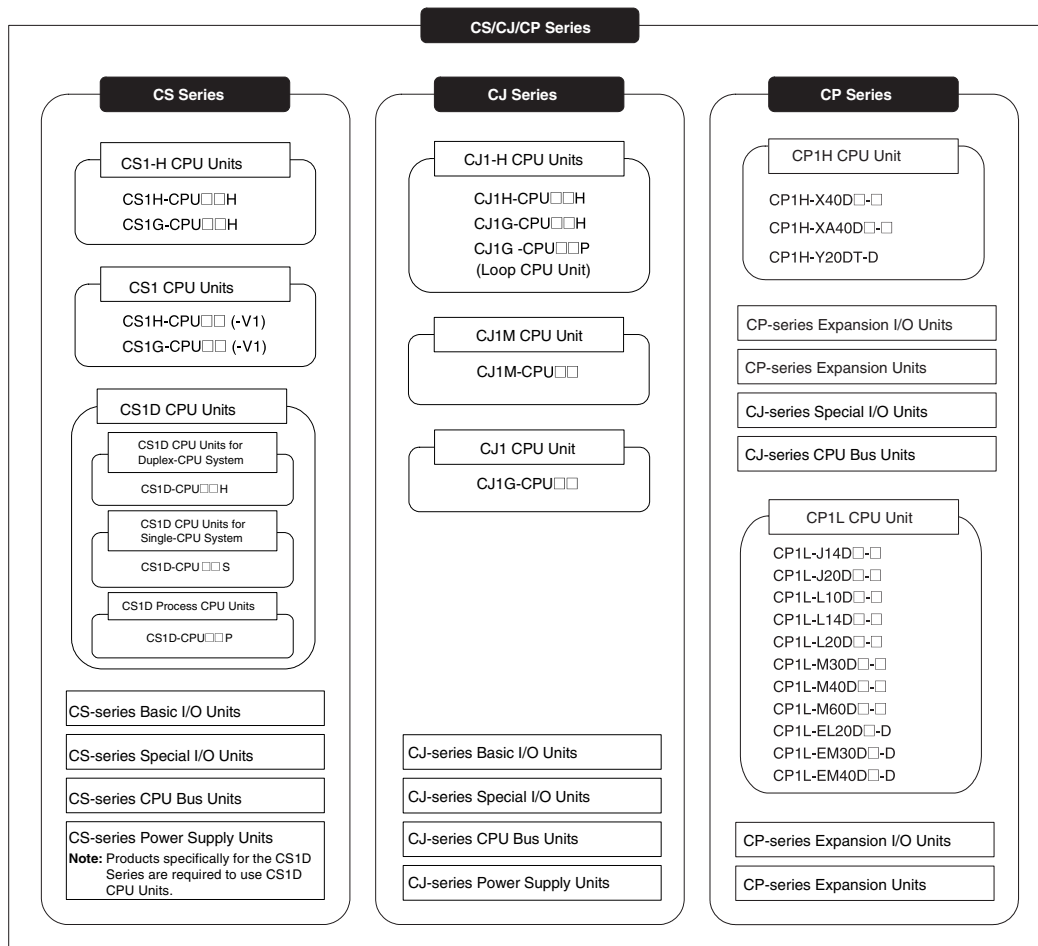 CS/CJ/CP Series
CS Series
CS1-H CPU Units
CS1H-CPU□□H
CS1G-CPU□□H
CS1 CPU Units
CS1H-CPU□□ (-V1)
CS1G-CPU□□ (-V1)
CS1D CPU Units
CS1D CPU Units for
Duplex-CPU System
CS1D-CPU□□H
CS1D CPU Units for
Single-CPU System
CS1D-CPU □□ S
CS1D Process CPU Units
CS1D-CPU□□ P
CS-series Basic I/O Units
CS-series Special I/O Units
CS-series CPU Bus Units
CS-series Power Supply Units
Note: Products specifically for the CS1D
Series are required to use CS1D
CPU Units.
CJ Series
CJ1-H CPU Units
CJ1H-CPU□□H
CJ1G-CPU□□H
CJ1G -CPU□□P
(Loop CPU Unit)
CJ1M CPU Unit
CJ1M-CPU□□
CJ1 CPU Unit
CJ1G-CPU□□
CJ-series Basic I/O Units
CJ-series Special I/O Units
CJ-series CPU Bus Units
CJ-series Power Supply Units
CP Series
CP1H CPU Unit
CP1H-X40D□-□
CP1H-XA40D□-□
CP1H-Y20DT-D
CP-series Expansion I/O Units
CP-series Expansion Units
CJ-series Special I/O Units
CJ-series CPU Bus Units
CP1L CPU Unit
CP1L-J14D□-□
CP1L-J20D□-□
CP1L-L10D□-□
CP1L-L14D□-□
CP1L-L20D□-□
CP1L-M30D□-□
CP1L-M40D□-□
CP1L-M60D□-□
CP1L-EL20D□-D
CP1L-EM30D□-D
CP1L-EM40D□-D
CP-series Expansion I/O Units
CP-series Expansion Units